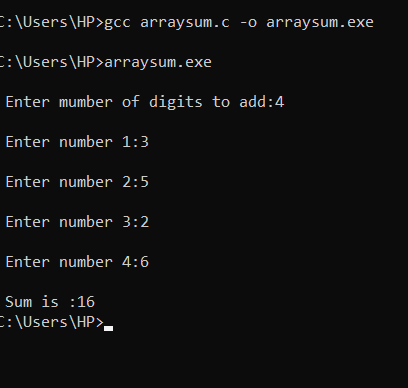 C:\Users\HP>gcc arraysum.c -o arraysum.exe
C:\Users\HP>arraysum.exe
Enter mumber of digits to add:4
Enter number 1:3
Enter number 2:5
Enter number 3:2
Enter number 4:6
Sum is :16
C:\Users\HP>